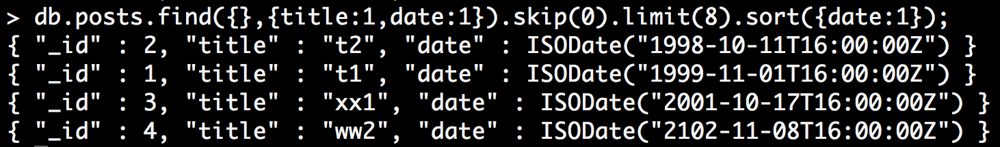 > db.posts.find({},{title:1,date:1}).skip(0).limit(8).sort({date:1});
{ "_id" : 2, "title" : "t2", "date" : ISODate("1998-10-11T16:00:00Z") }
{ "_id" : 1, "title" : "t1", "date" : ISODate("1999-11-01T16:00:00Z") }
{ "_id" : 3, "title" : "xx1", "date" : ISODate("2001-10-17T16:00:00Z") }
{ "_id" : 4, "title" : "ww2", "date" : ISODate("2102-11-08T16:00:00Z") }